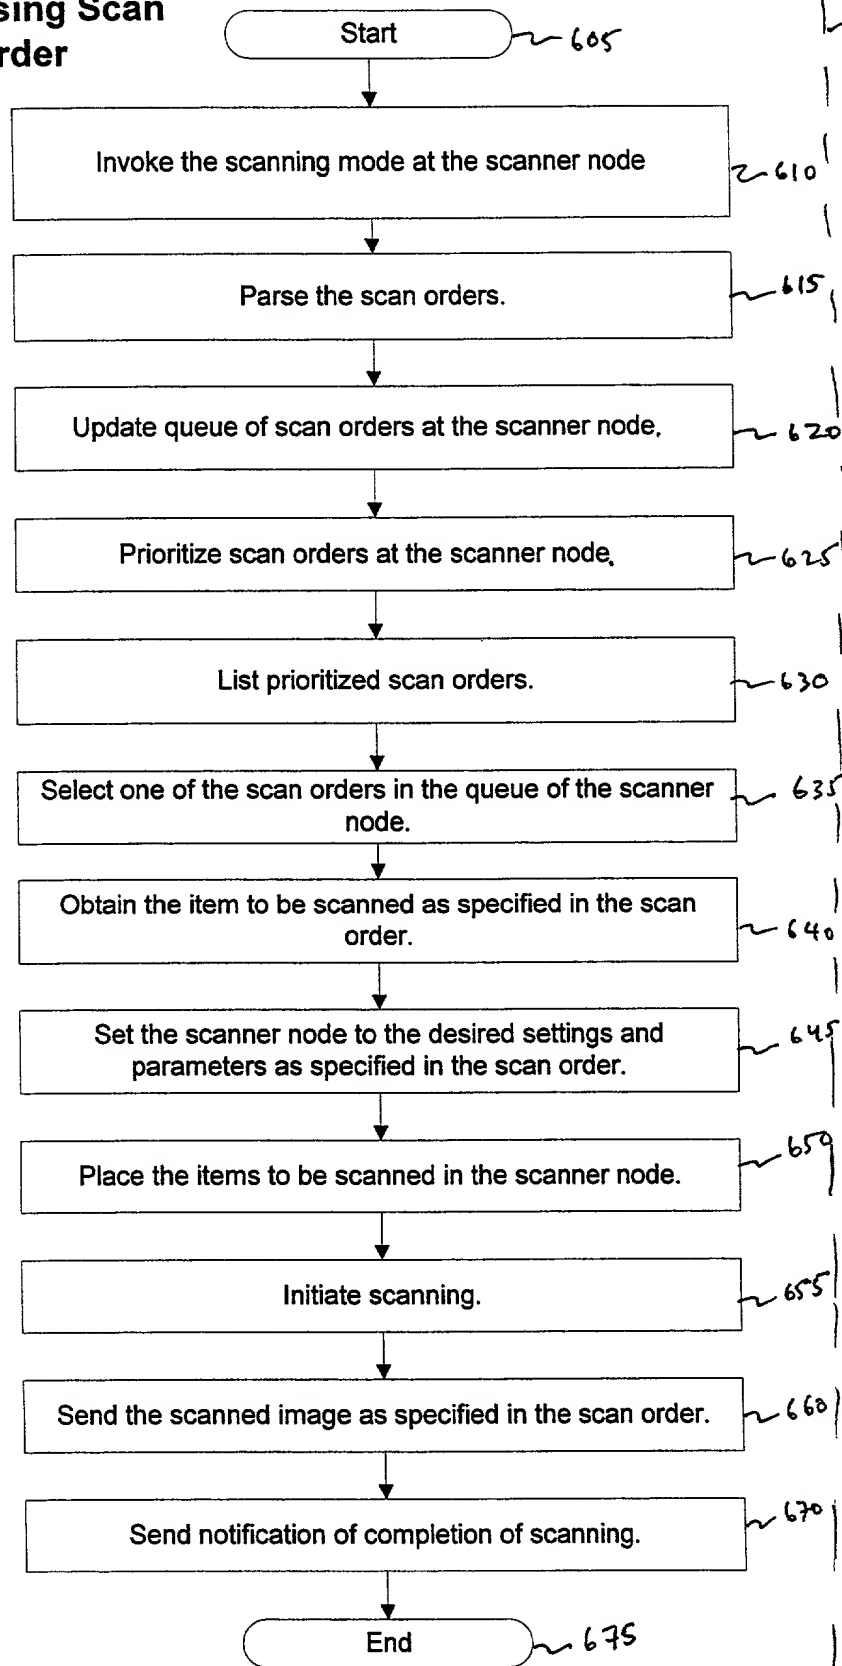 sing Scan
rder
Start
605
Invoke the scanning mode at the scanner node
610
Parse the scan orders.
615
Update queue of scan orders at the scanner node.
620
Prioritize scan orders at the scanner node.
625
List prioritized scan orders.
630
Select one of the scan orders in the queue of the scanner
node.
635
Obtain the item to be scanned as specified in the scan
order.
640
Set the scanner node to the desired settings and
parameters as specified in the scan order.
645
Place the items to be scanned in the scanner node.
650
Initiate scanning.
655
Send the scanned image as specified in the scan order.
660
Send notification of completion of scanning.
670
End
675